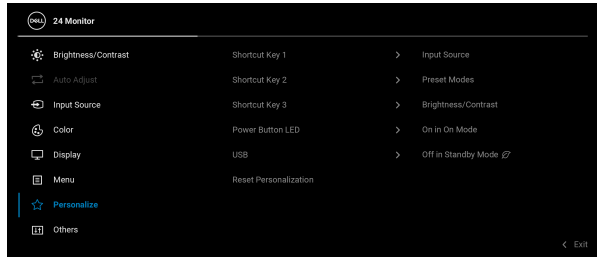 DELL 24 Monitor
Brightness/Contrast Shortcut Key 1 > Input Source
Auto Adjust Shortcut Key 2 > Preset Modes
Input Source Shortcut Key 3 > Brightness/Contrast
Color Power Button LED > On in On Mode
Display USB > Off in Standby Mode
Menu Reset Personalization
Personalize
Others
< Exit